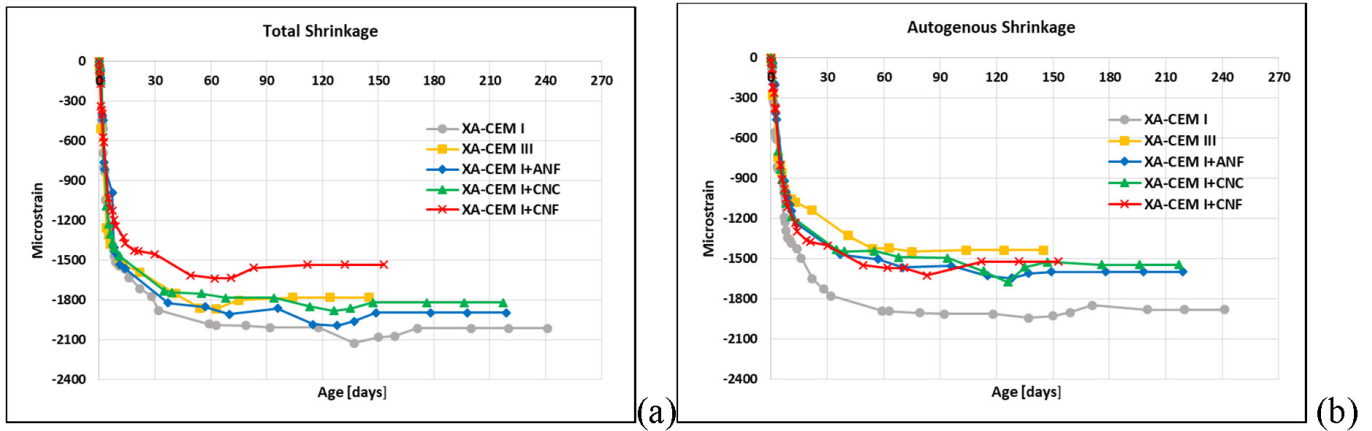 Total Shrinkage
0
0 30 60 90 120 150 180 210 240 270
-300
-600
-900
-1200
-1500
-1800
-2100
-2400
Microstrain
Age [days]
XA-CEM I
XA-CEM III
XA-CEM I+ANF
XA-CEM I+CNC
XA-CEM I+CNF
(a)
Autogenous Shrinkage
0
0 30 60 90 120 150 180 210 240 270
-300
-600
-900
-1200
-1500
-1800
-2100
-2400
Microstrain
Age [days]
XA-CEM I
XA-CEM III
XA-CEM I+ANF
XA-CEM I+CNC
XA-CEM I+CNF
(b)